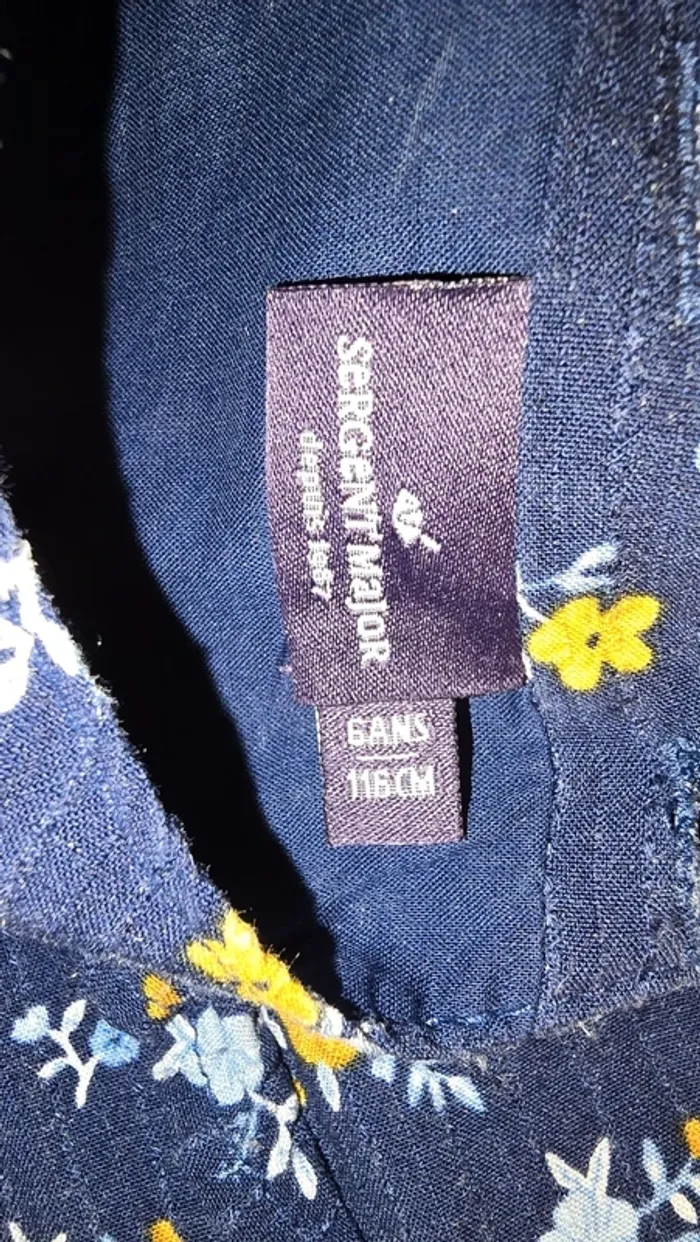 SERGENT MAJOR
depuis 1987
6ANS
116CM